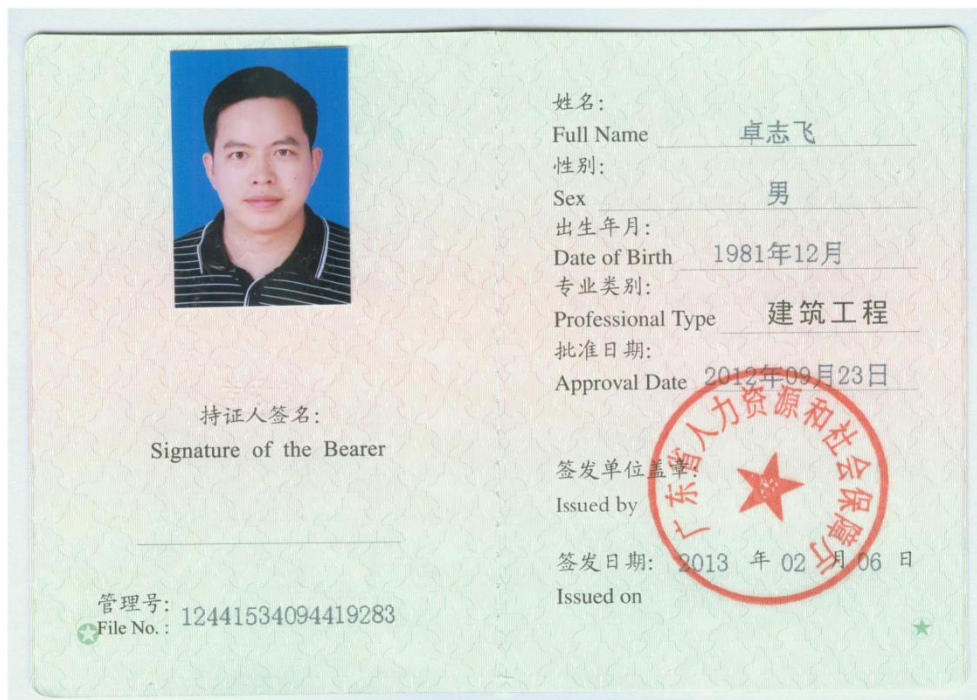 持证人签名:
Signature of the Bearer
管理号:
File No. : 12441534094419283
姓名:
Full Name 卓志飞
性别:
Sex 男
出生年月:
Date of Birth 1981年12月
专业类别:
Professional Type 建筑工程
批准日期:
Approval Date 2012年09月23日
广东省人力资源和社会保障厅
签发单位盖章:
Issued by
签发日期: 2013 年 02 月 06 日
Issued on